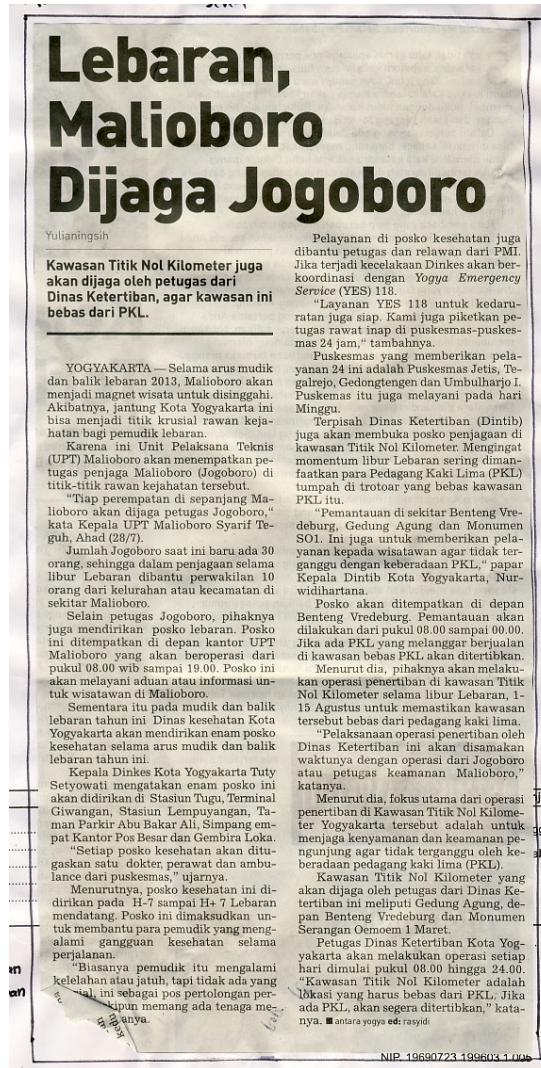 Lebaran,
Malioboro
Dijaga Jogoboro
Yulianingsih
Kawasan Titik Nol Kilometer juga
akan dijaga oleh petugas dari
Dinas Ketertiban, agar kawasan ini
bebas dari PKL.
YOGYAKARTA — Selama arus mudik
dan balik lebaran 2013, Malioboro akan
menjadi magnet wisata untuk disinggahi.
Akibatnya, jantung Kota Yogyakarta ini
bisa menjadi titik krusial rawan keja-
hatan bagi pemudik lebaran.
Karena ini Unit Pelaksana Teknis
(UPT) Malioboro akan menempatkan pe-
tugas penjaga Malioboro (Jogoboro) di
titik-titik rawan kejahatan tersebut.
"Tiap perempatan di sepanjang Ma-
lioboro akan dijaga petugas Jogoboro,"
kata Kepala UPT Malioboro Syarif Te-
guh, Ahad (28/7).
Jumlah Jogoboro saat ini baru ada 30
orang, sehingga dalam penjagaan selama
libur Lebaran dibantu perwakilan 10
orang dari kelurahan atau kecamatan di
sekitar Malioboro.
Selain petugas Jogoboro, pihaknya
juga mendirikan posko lebaran. Posko
ini ditempatkan di depan kantor UPT
Malioboro yang akan beroperasi dari
pukul 08.00 wib sampai 19.00. Posko ini
akan melayani aduan atau informasi un-
tuk wisatawan di Malioboro.
Sementara itu pada mudik dan balik
lebaran tahun ini Dinas kesehatan Kota
Yogyakarta akan mendirikan enam posko
kesehatan selama arus mudik dan balik
lebaran tahun ini.
Kepala Dinkes Kota Yogyakarta Tuty
Setyowati mengatakan enam posko ini
akan didirikan di Stasiun Tugu, Terminal
Giwangan, Stasiun Lempuyangan, Ta-
man Parkir Abu Bakar Ali, Simpang em-
pat Kantor Pos Besar dan Gembira Loka.
"Setiap posko kesehatan akan ditu-
gaskan satu dokter, perawat dan ambu-
lance dari puskesmas," ujarnya.
Menurutnya, posko kesehatan ini di-
dirikan pada H-7 sampai H+ 7 Lebaran
mendatang. Posko ini dimaksudkan un-
tuk membantu para pemudik yang meng-
alami gangguan kesehatan selama
perjalanan.
"Biasanya pemudik itu mengalami
kelelahan atau jatuh, tapi tidak ada yang
ini sebagai pos pertolongan per-
memang ada tenaga me-
Pelayanan di posko kesehatan juga
dibantu petugas dan relawan dari PMI.
Jika terjadi kecelakaan Dinkes akan ber-
koordinasi dengan Yogya Emergency
Service (YES) 118.
"Layanan YES 118 untuk kedaru-
ratan juga siap. Kami juga piketkan pe-
tugas rawat inap di puskesmas-puskes-
mas 24 jam," tambahnya.
Puskesmas yang memberikan pela-
yanan 24 ini adalah Puskesmas Jetis, Te-
galrejo, Gedongtengen dan Umbulharjo I.
Puskemas itu juga melayani pada hari
Minggu.
Terpisah Dinas Ketertiban (Dintib)
juga akan membuka posko penjagaan di
kawasan Titik Nol Kilometer. Mengingat
momentum libur Lebaran sering diman-
faatkan para Pedagang Kaki Lima (PKL)
tumpah di trotoar yang bebas kawasan
PKL itu.
"Pemantauan di sekitar Benteng Vre-
deburg, Gedung Agung dan Monumen
SO1. Ini juga untuk memberikan pe-
layanan kepada wisatawan agar tidak ter-
ganggu dengan keberadaan PKL," papar
Kepala Dintib Kota Yogyakarta, Nur-
widihartana.
Posko akan ditempatkan di depan
Benteng Vredeburg. Pemantauan akan
dilakukan dari pukul 08.00 sampai 00.00.
Jika ada PKL yang melanggar berjualan
di kawasan bebas PKL akan ditertibkan.
Menurut dia, pihaknya akan melaku-
kan operasi penertiban di kawasan Titik
Nol Kilometer selama libur Lebaran, 1-
15 Agustus untuk memastikan kawasan
tersebut bebas dari pedagang kaki lima.
"Pelaksanaan operasi penertiban oleh
Dinas Ketertiban ini akan disamakan
waktunya dengan operasi dari Jogoboro
atau petugas keamanan Malioboro,"
katanya.
Menurut dia, fokus utama dari operasi
penertiban di Kawasan Titik Nol Kilome-
ter Yogyakarta tersebut adalah untuk
menjaga kenyamanan dan keamanan pe-
ngunjung agar tidak terganggu oleh ke-
beradaan pedagang kaki lima (PKL).
Kawasan Titik Nol Kilometer yang
akan dijaga oleh petugas dari Dinas Ke-
tertiban ini meliputi Gedung Agung, de-
pan Benteng Vredeburg dan Monumen
Serangan Oemoem 1 Maret.
Petugas Dinas Ketertiban Kota Yog-
yakarta akan melakukan operasi setiap
hari dimulai pukul 08.00 hingga 24.00.
"Kawasan Titik Nol Kilometer adalah
lokasi yang harus bebas dari PKL. Jika
ada PKL, akan segera ditertibkan," kata-
nya. ■ antara yogya ed: rasyidi
NIP. 19690723 199603 1 005